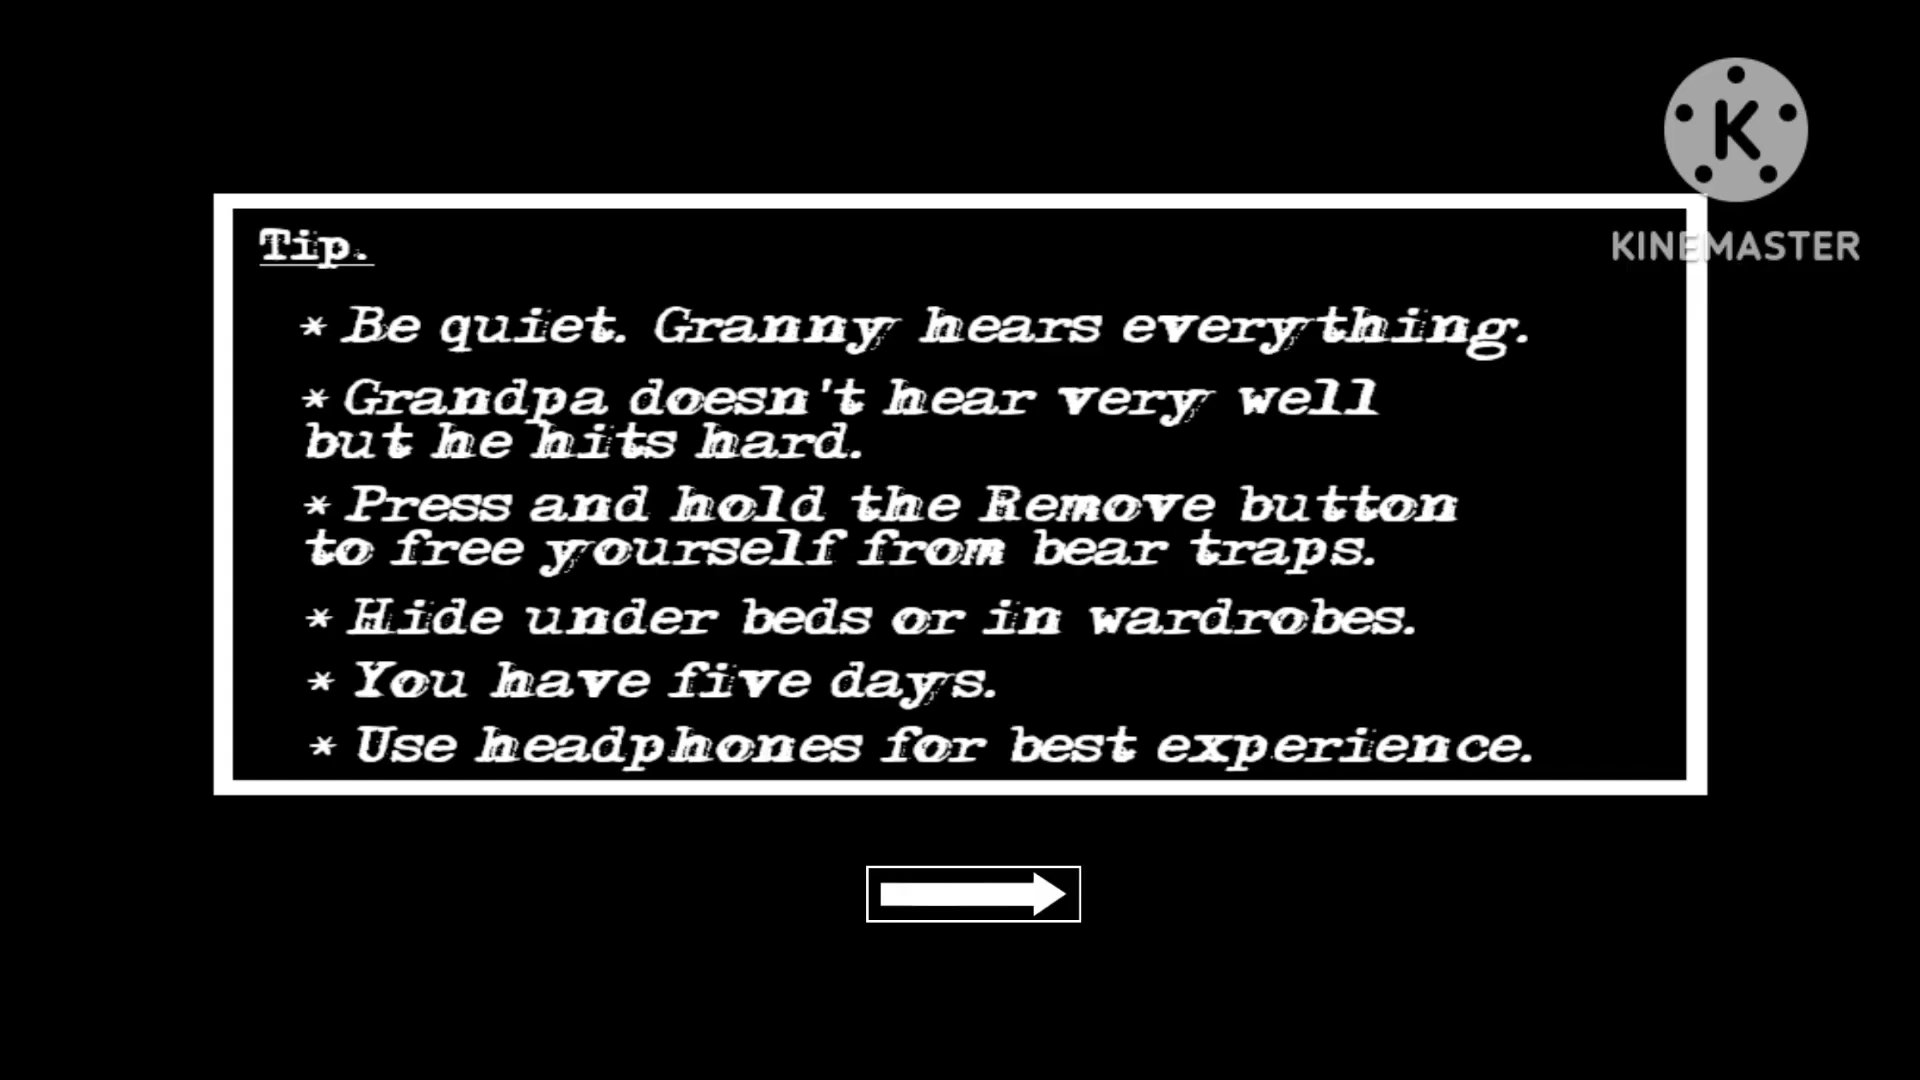 K
KINEMASTER
Tip.
* Be quiet. Granny hears everything.
* Grandpa doesn't hear very well
but he hits hard.
* Press and hold the Remove button
to free yourself from bear traps.
* Hide under beds or in wardrobes.
* You have five days.
* Use headphones for best experience.